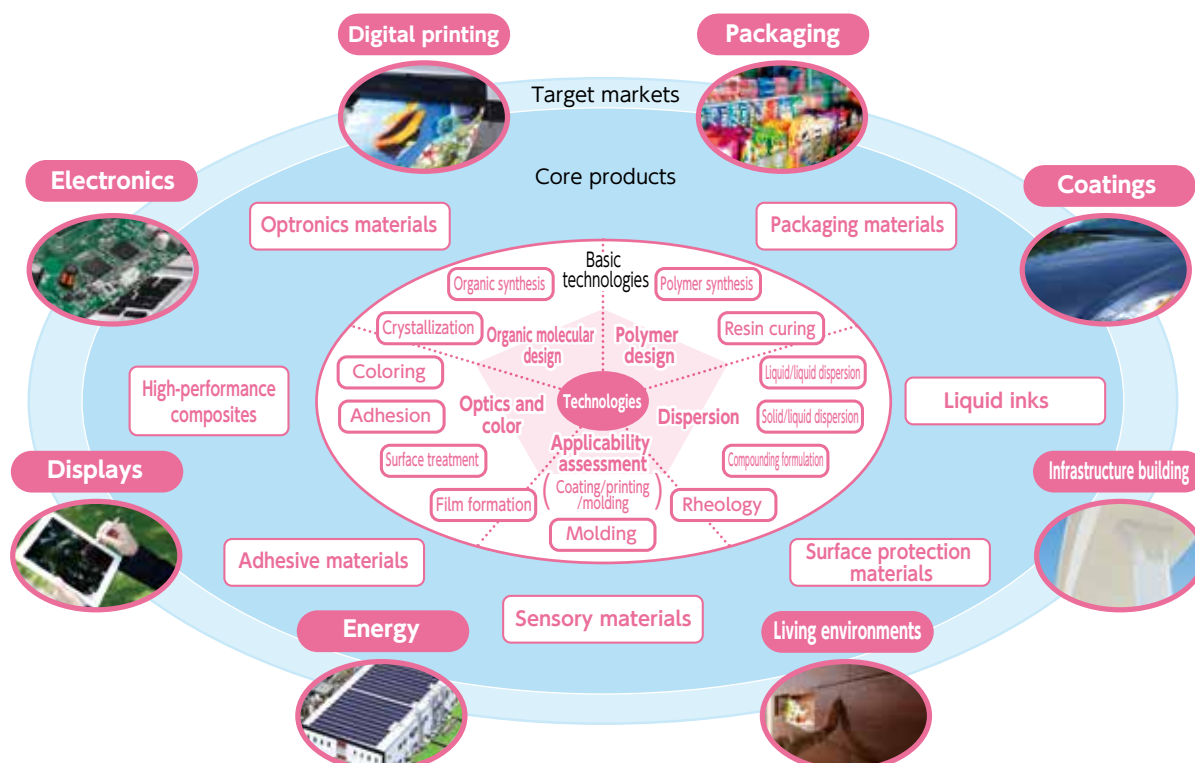 Digital printing
Packaging
Target markets
Electronics
Core products
Coatings
Optronics materials
Packaging materials
Basic
technologies
Organic synthesis
Polymer synthesis
Crystallization
Organic molecular
design
Polymer
design
Resin curing
Coloring
Liquid/liquid dispersion
High-performance
composites
Adhesion
Optics and
color
Technologies
Dispersion
Solid/liquid dispersion
Liquid inks
Applicability
assessment
Surface treatment
Compounding formulation
Displays
Infrastructure building
Film formation
(Coating/printing
/molding)
Rheology
Molding
Adhesive materials
Surface protection
materials
Sensory materials
Energy
Living environments